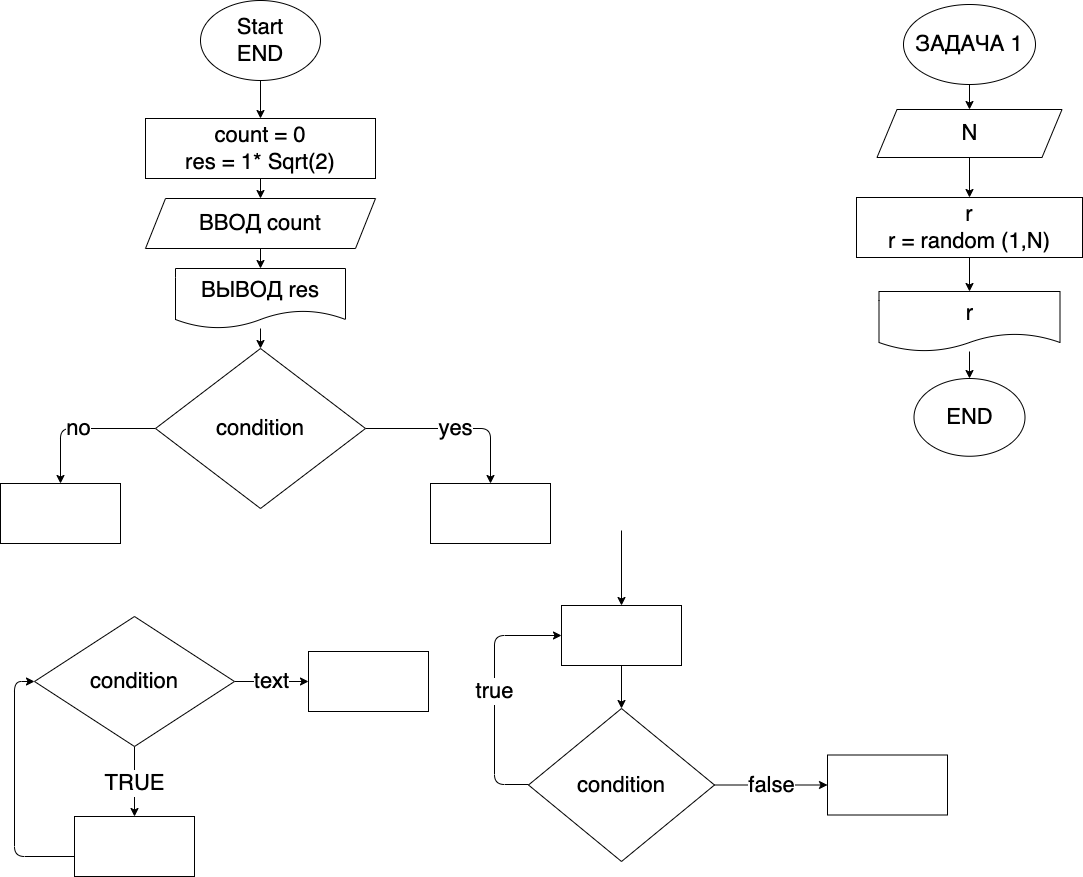 Start
END
count = 0
res = 1* Sqrt(2)
ВВОД count
ВЫВОД res
condition
no
yes
ЗАДАЧА 1
N
r
r = random (1,N)
r
END
condition
text
TRUE
true
condition
false